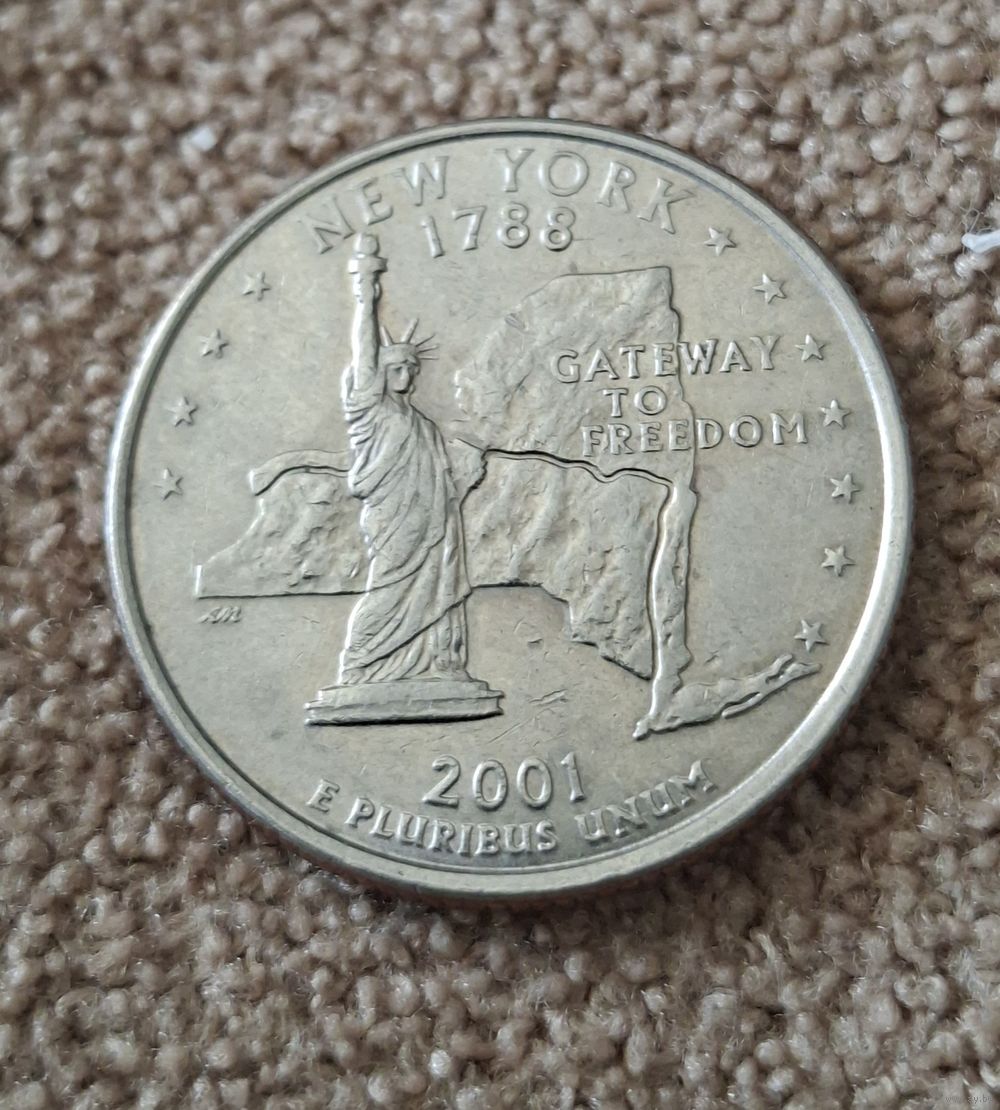 NEW YORK
1788
GATEWAY
TO
FREEDOM
AM
2001
E PLURIBUS UNUM